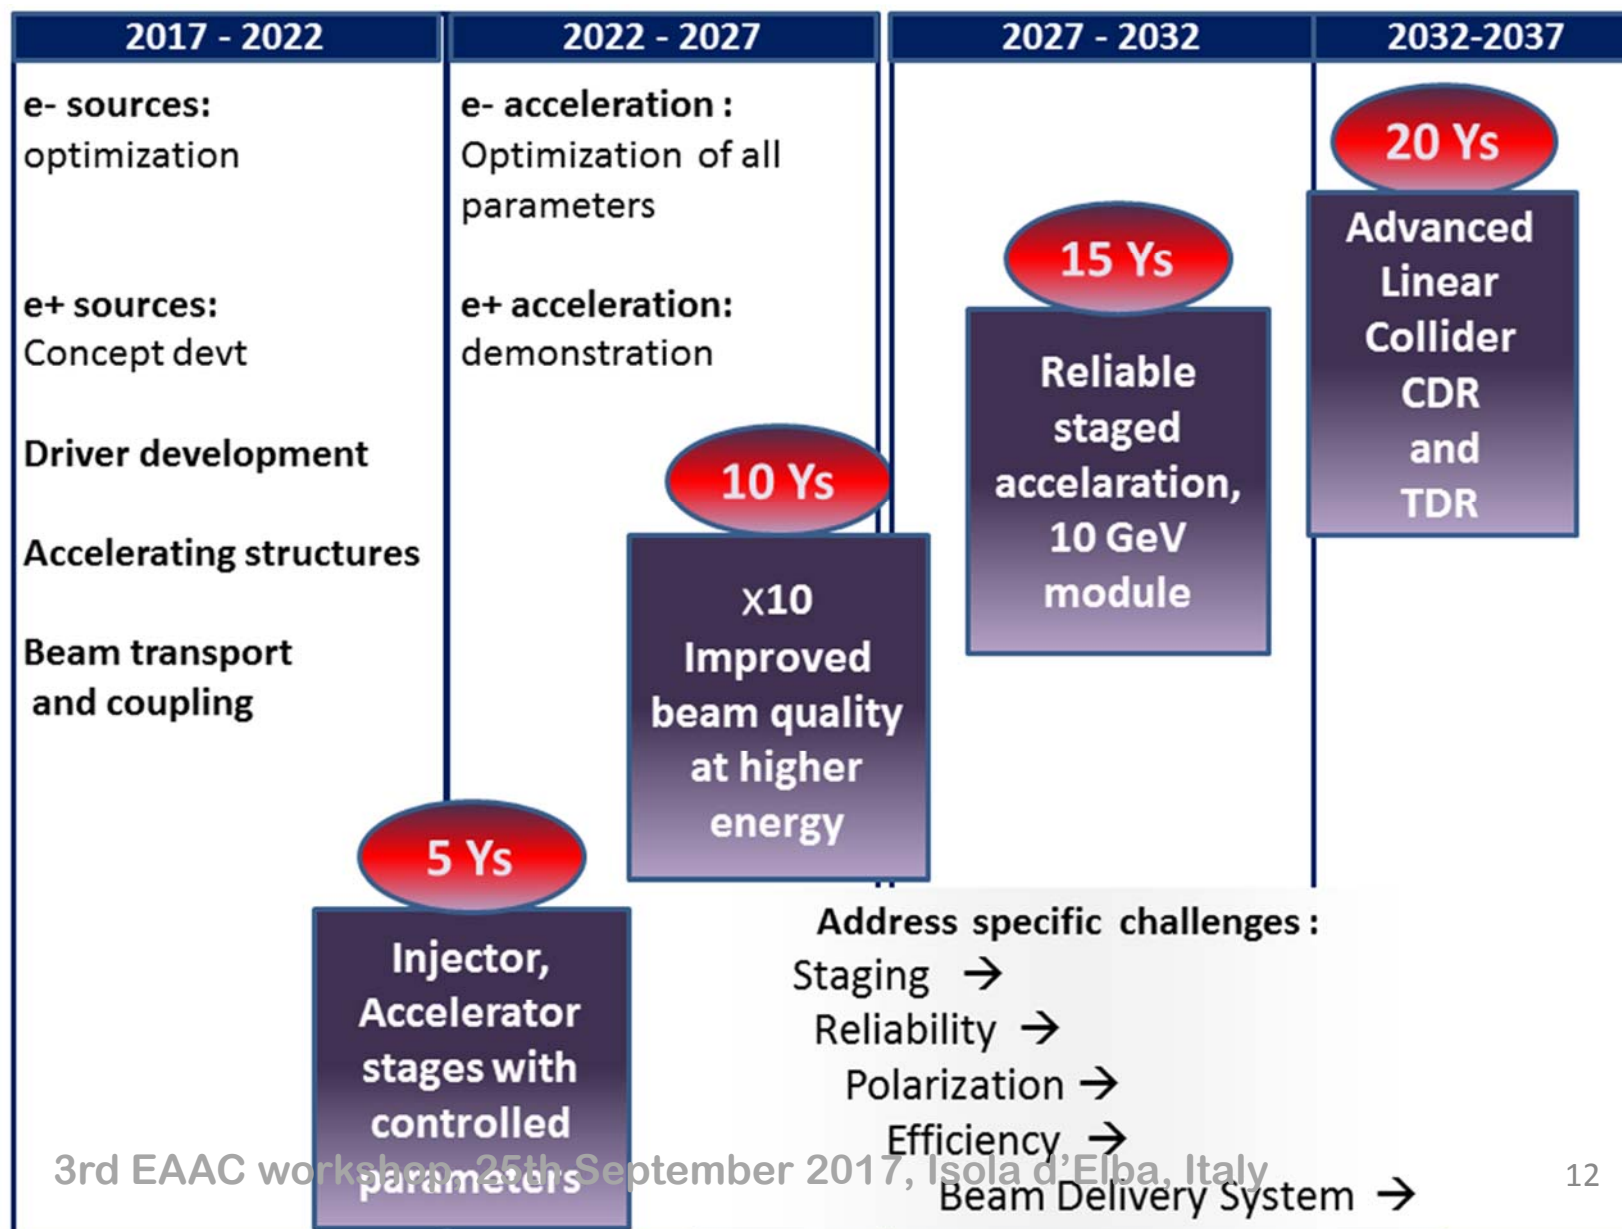 2017 - 2022
2022 - 2027
2027 - 2032
2032-2037
e- sources:
optimization
e+ sources:
Concept devt
Driver development
Accelerating structures
Beam transport
and coupling
e- acceleration :
Optimization of all
parameters
e+ acceleration:
demonstration
5 Ys
Injector,
Accelerator
stages with
controlled
parameters
10 Ys
x10
Improved
beam quality
at higher
energy
15 Ys
Reliable
staged
accelaration,
10 GeV
module
20 Ys
Advanced
Linear
Collider
CDR
and
TDR
Address specific challenges :
Staging →
Reliability →
Polarization →
Efficiency →
Beam Delivery System →
3rd EAAC workshop, 25th September 2017, Isola d'Elba, Italy
12